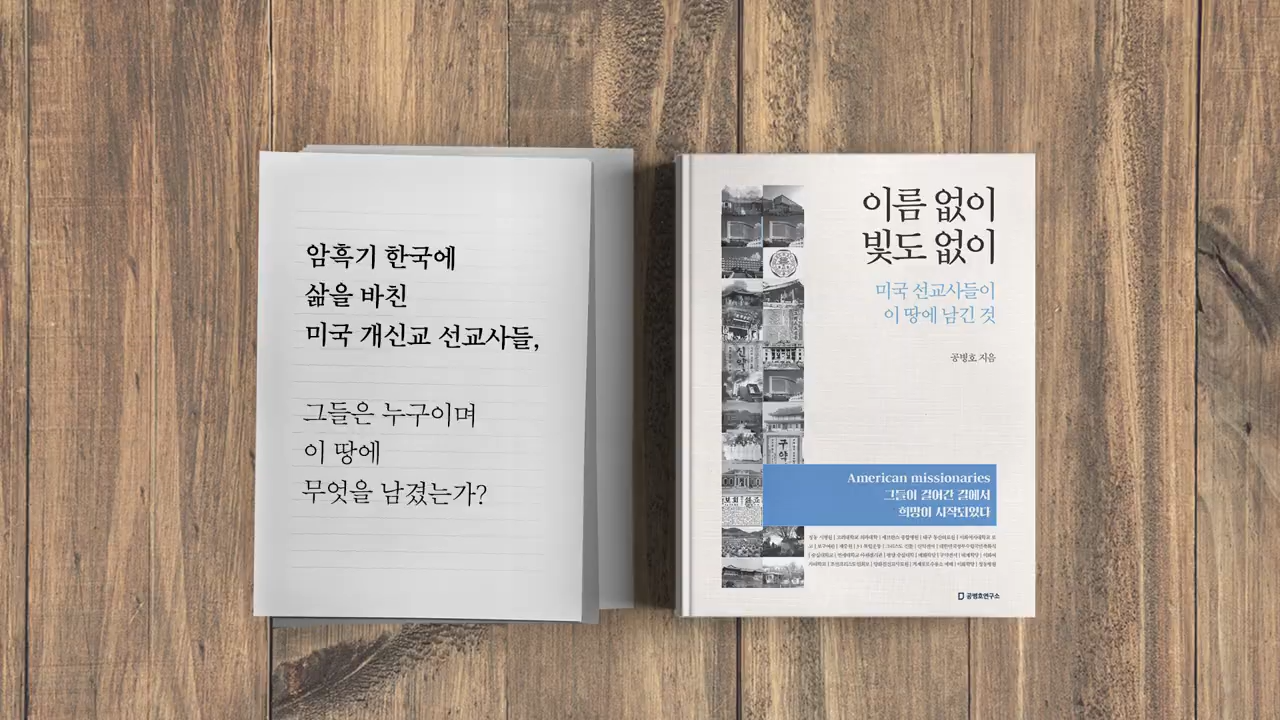 암흑기 한국에
삶을 바친
미국 개신교 선교사들,
그들은 누구이며
이 땅에
무엇을 남겼는가?
이름 없이
빛도 없이
미국 선교사들이
이 땅에 남긴 것
공병호 지음
신약
구약
American missionaries
그들이 걸어간 길에서
희망이 시작되었다
공병호연구소